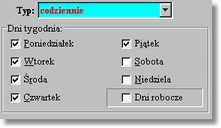 Typ: codziennie
Dni tygodnia:
Poniedziałek Piątek
Wtorek Sobota
Środa Niedziela
Czwartek Dni robocze